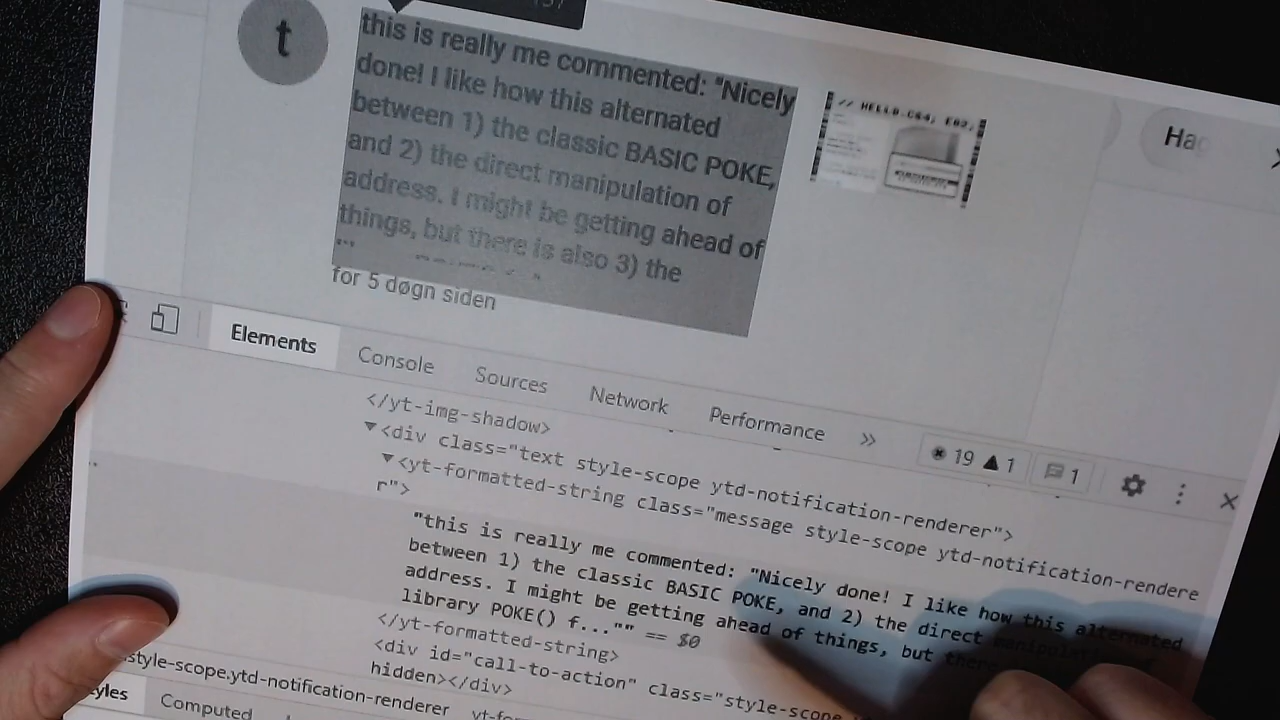 t
this is really me commented: "Nicely
done! I like how this alternated
between 1) the classic BASIC POKE,
and 2) the direct manipulation of
address. I might be getting ahead of
things, but there is also 3) the
...
for 5 døgn siden
// HELLO.C64; E02;
Hag
Elements Console Sources Network Performance » 19 1 1
</yt-img-shadow>
▼<div class="text style-scope ytd-notification-renderer">
▼<yt-formatted-string class="message style-scope ytd-notification-rendere
r">
"this is really me commented: "Nicely done! I like how this alternated
between 1) the classic BASIC POKE, and 2) the direct manipulation of
address. I might be getting ahead of things, but there
library POKE() f..."" == $0
</yt-formatted-string>
<div id="call-to-action" class="style-scope
hidden></div>
.style-scope.ytd-notification-renderer
Computed